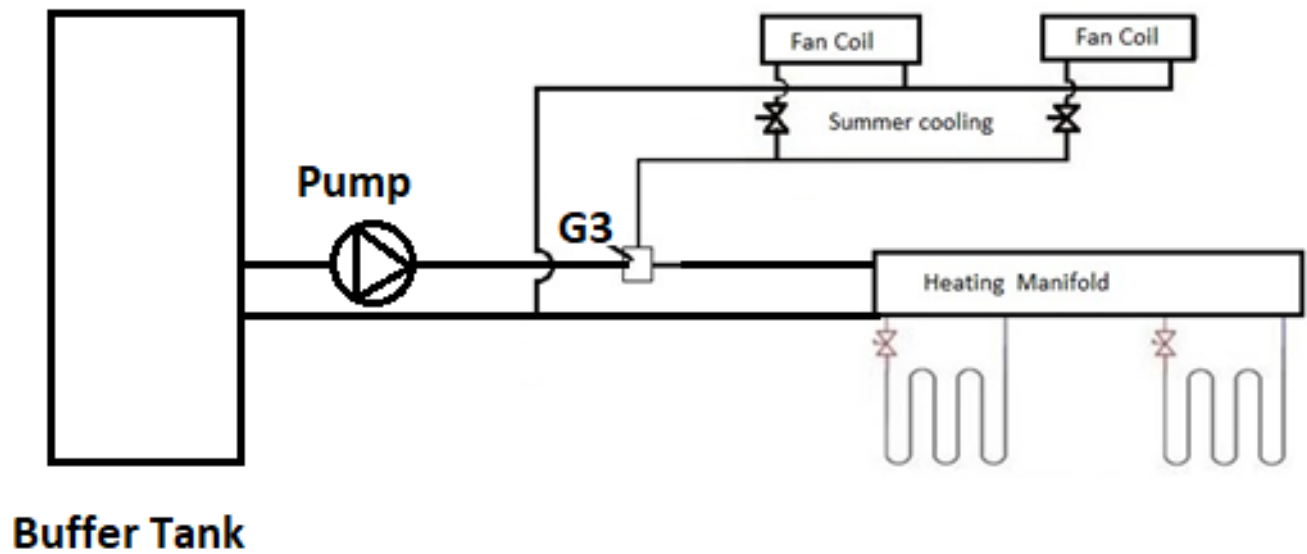 Fan Coil
Fan Coil
Summer cooling
Pump
G3
Heating Manifold
Buffer Tank